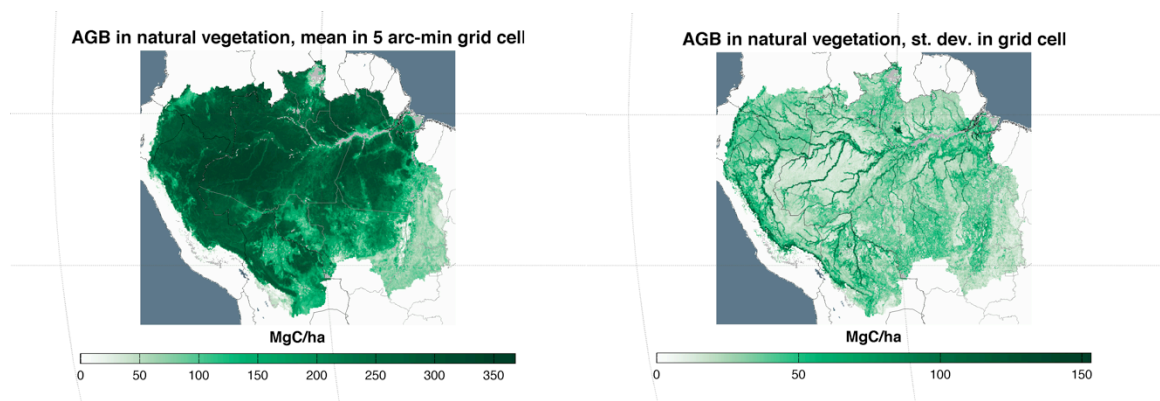 AGB in natural vegetation, mean in 5 arc-min grid cell
MgC/ha
0 50 100 150 200 250 300 350
AGB in natural vegetation, st. dev. in grid cell
MgC/ha
0 50 100 150